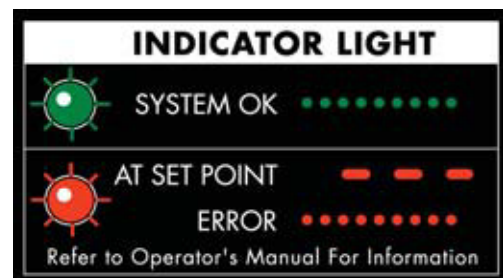 INDICATOR LIGHT
SYSTEM OK
AT SET POINT
ERROR
Refer to Operator's Manual For Information